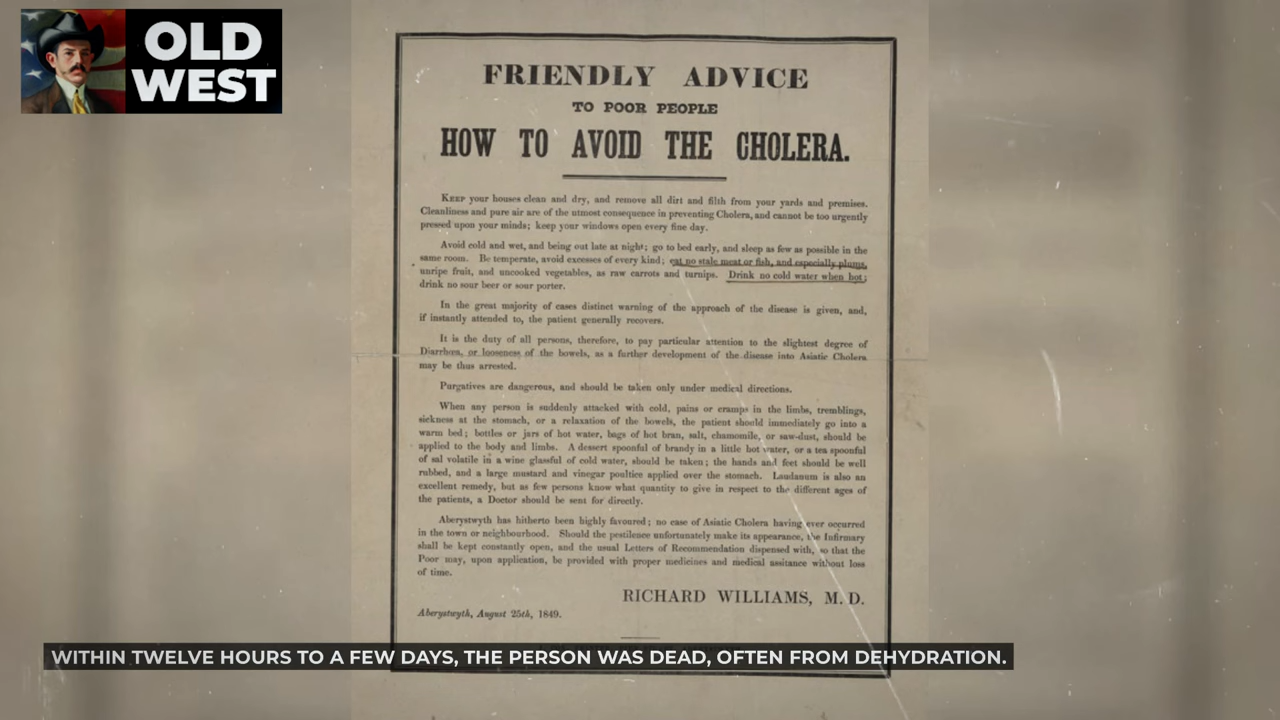 OLD
WEST
FRIENDLY ADVICE
TO POOR PEOPLE
HOW TO AVOID THE CHOLERA.
KEEP your houses clean and dry, and remove all dirt and filth from your yards and premises.
Cleanliness and pure air are of the utmost consequence in preventing Cholera, and cannot be too urgently
pressed upon your minds; keep your windows open every fine day.
Avoid cold and wet, and being out late at night; go to bed early, and sleep as few as possible in the
same room. Be temperate, avoid excesses of every kind; eat no stale meat or fish, and especially plums,
unripe fruit, and uncooked vegetables, as raw carrots and turnips. Drink no cold water when hot;
drink no sour beer or sour porter.
In the great majority of cases distinct warning of the approach of the disease is given, and,
if instantly attended to, the patient generally recovers.
It is the duty of all persons, therefore, to pay particular attention to the slightest degree of
Diarrhœa, or looseness of the bowels, as a further development of the disease into Asiatic Cholera
may be thus arrested.
Purgatives are dangerous, and should be taken only under medical directions.
When any person is suddenly attacked with cold, pains or cramps in the limbs, tremblings,
sickness at the stomach, or a relaxation of the bowels, the patient should immediately go into a
warm bed; bottles or jars of hot water, bags of hot bran, salt, chamomile, or saw-dust, should be
applied to the body and limbs. A dessert spoonful of brandy in a little hot water, or a tea spoonful
of sal volatile in a wine glassful of cold water, should be taken; the hands and feet should be well
rubbed, and a large mustard and vinegar poultice applied over the stomach. Laudanum is also an
excellent remedy, but as few persons know what quantity to give in respect to the different ages of
the patients, a Doctor should be sent for directly.
Aberystwyth has hitherto been highly favoured; no case of Asiatic Cholera having ever occurred
in the town or neighbourhood. Should the pestilence unfortunately make its appearance, the Infirmary
shall be kept constantly open, and the usual Letters of Recommendation dispensed with, so that the
Poor may, upon application, be provided with proper medicines and medical assitance without loss
of time.
RICHARD WILLIAMS, M. D.
Aberystwyth, August 25th, 1849.
WITHIN TWELVE HOURS TO A FEW DAYS, THE PERSON WAS DEAD, OFTEN FROM DEHYDRATION.